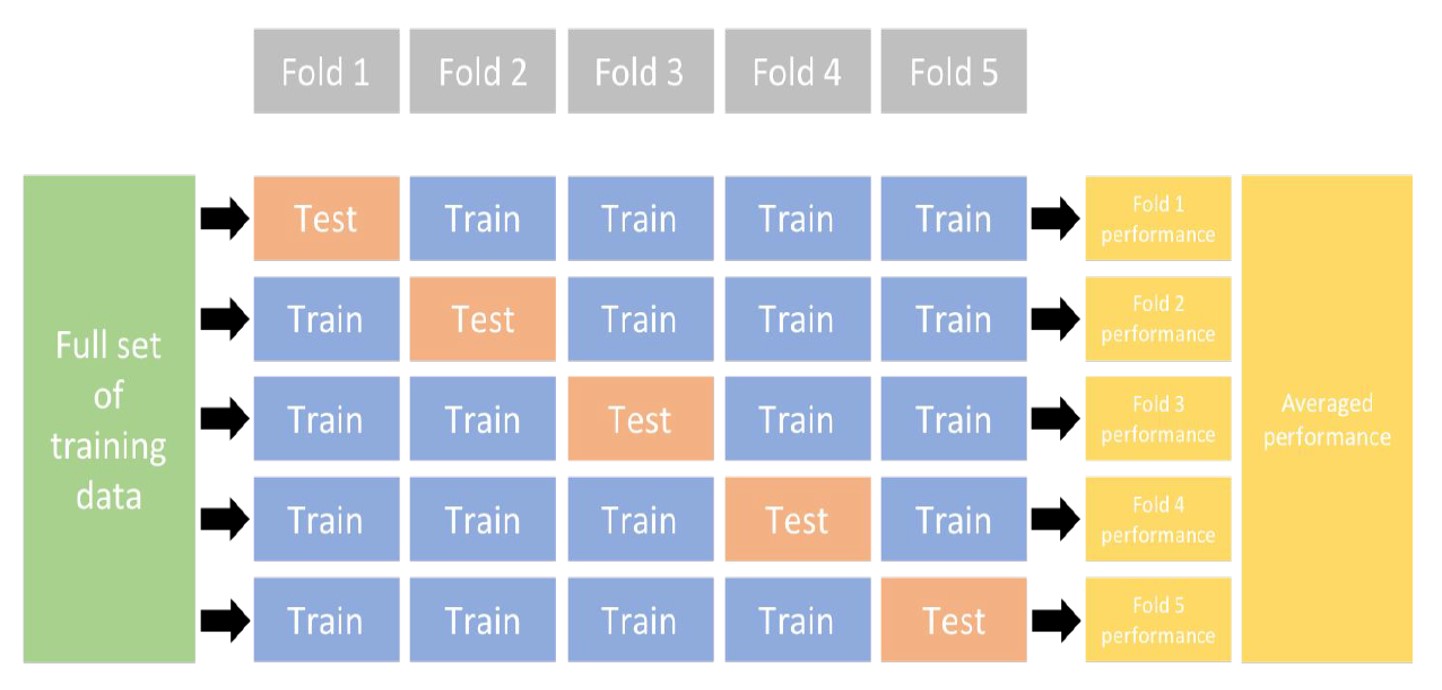 Fold 1 Fold 2 Fold 3 Fold 4 Fold 5
Full set
of
training
data
Test Train Train Train Train
Fold 1
performance
Train Test Train Train Train
Fold 2
performance
Train Train Test Train Train
Fold 3
performance
Train Train Train Test Train
Fold 4
performance
Train Train Train Train Test
Fold 5
performance
Averaged
performance